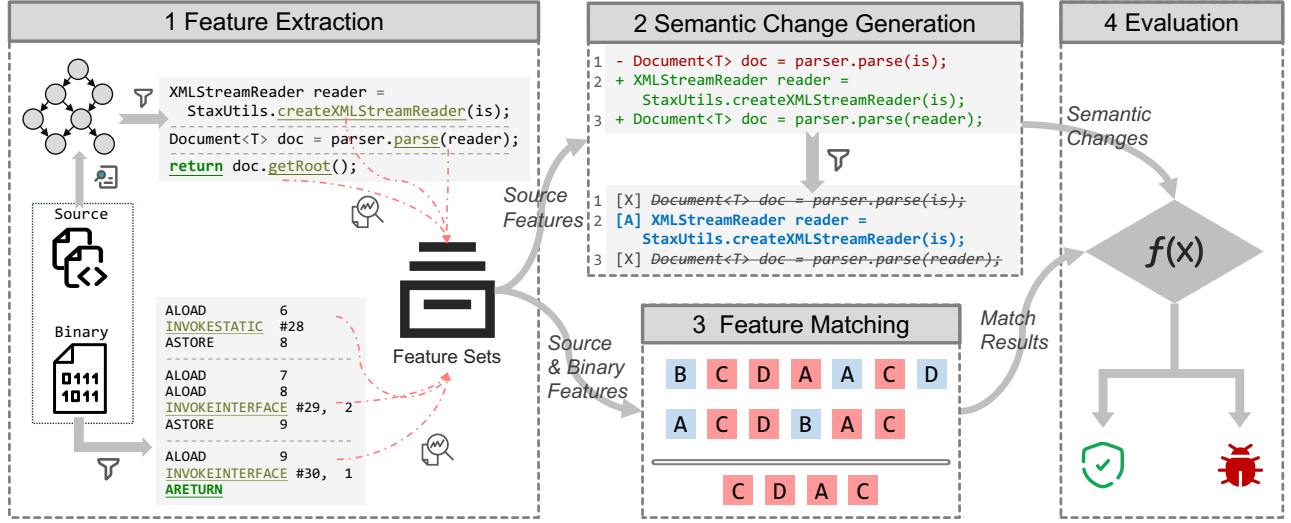 1 Feature Extraction
XMLStreamReader reader =
StaxUtils.createXMLStreamReader(is);
Document<T> doc = parser.parse(reader);
return doc.getRoot();
Source
Binary
0111
1011
ALOAD 6
INVOKESTATIC #28
ASTORE 8
ALOAD 7
ALOAD 8
INVOKEINTERFACE #29, 2
ASTORE 9
ALOAD 9
INVOKEINTERFACE #30, 1
ARETURN
Feature Sets
Source
Features
Source
& Binary
Features
2 Semantic Change Generation
1 - Document<T> doc = parser.parse(is);
2 + XMLStreamReader reader =
StaxUtils.createXMLStreamReader(is);
3 + Document<T> doc = parser.parse(reader);
1 [X] Document<T> doc = parser.parse(is);
2 [A] XMLStreamReader reader =
StaxUtils.createXMLStreamReader(is);
3 [X] Document<T> doc = parser.parse(reader);
3 Feature Matching
B C D A A C D
A C D B A C
C D A C
Semantic
Changes
Match
Results
4 Evaluation
f(x)